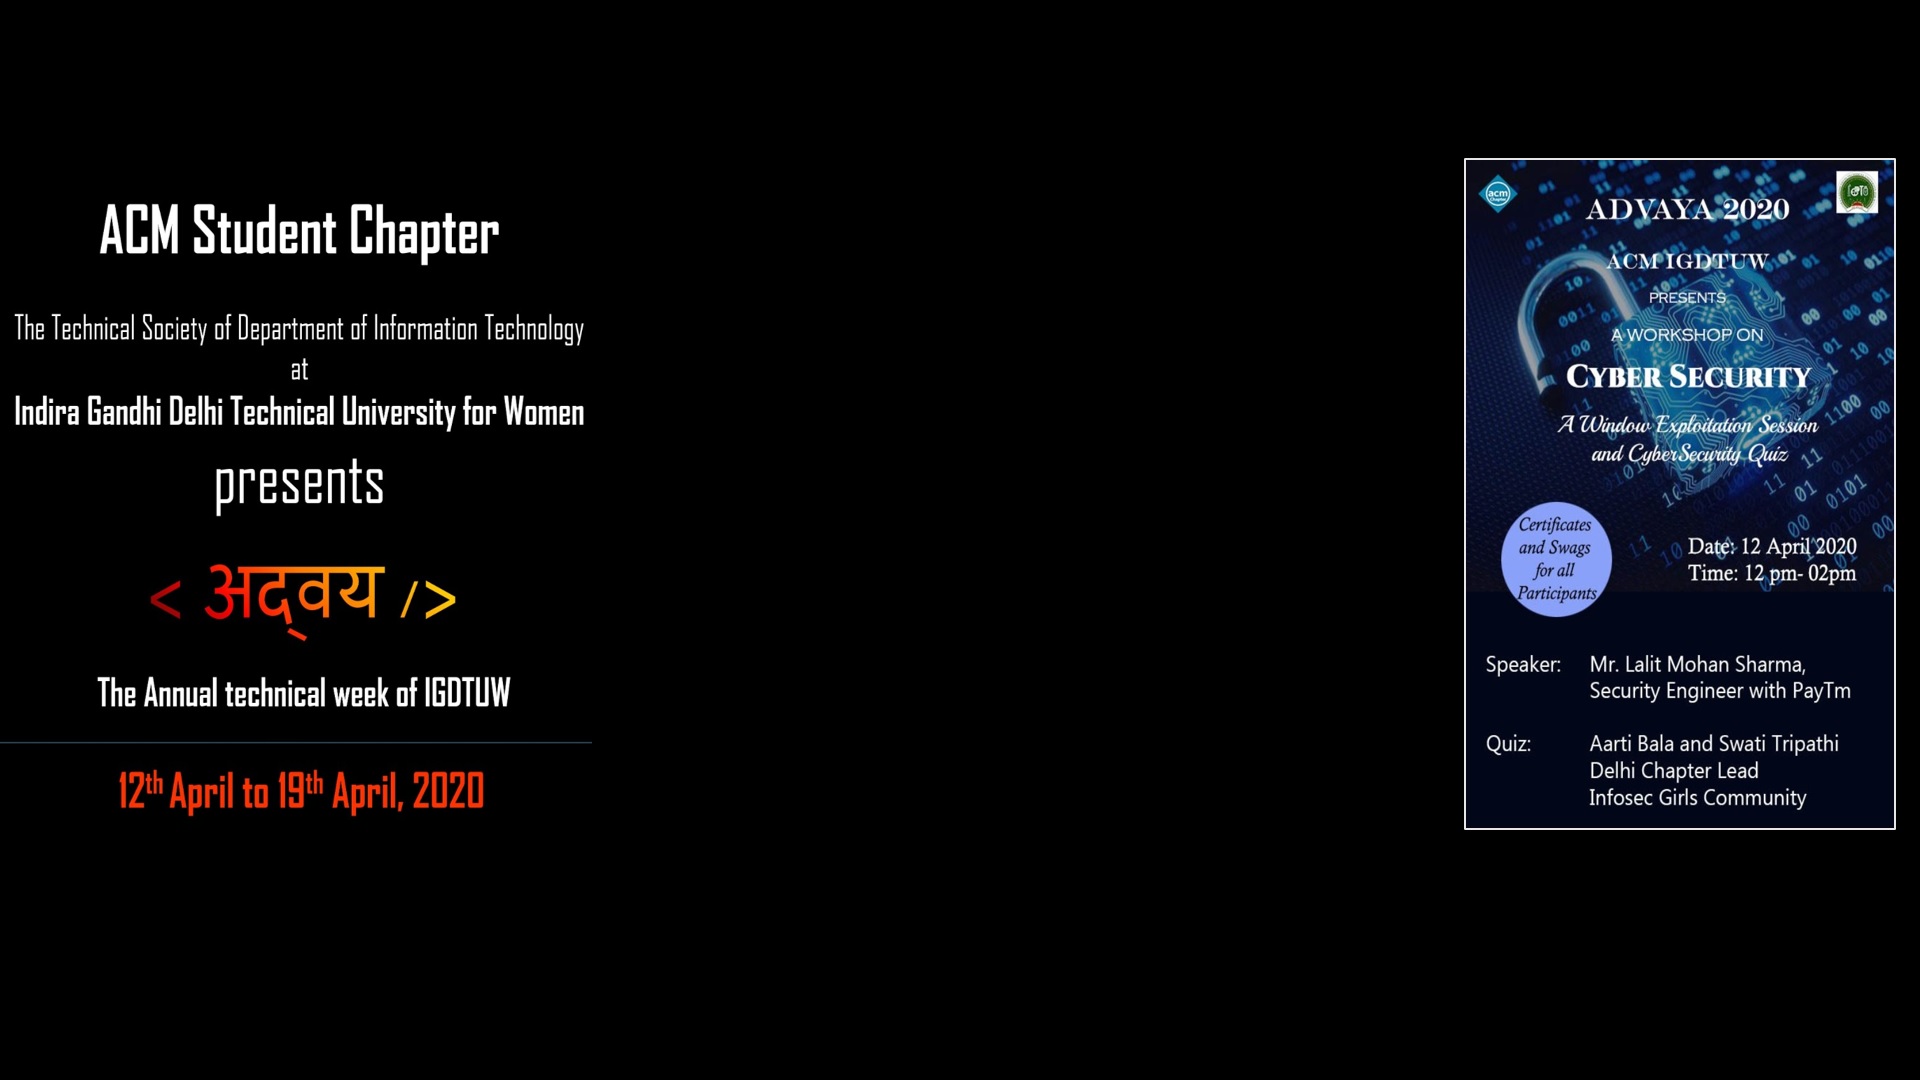 ACM Student Chapter
The Technical Society of Department of Information Technology
at
Indira Gandhi Delhi Technical University for Women
presents
< अद्‌वय />
The Annual technical week of IGDTUW
12th April to 19th April, 2020
acm
Chapter
ADVAYA 2020
ACM IGDTUW
PRESENTS
A WORKSHOP ON
CYBER SECURITY
A Window Exploitation Session
and CyberSecurity Quiz
Certificates
and Swags
for all
Participants
Date: 12 April 2020
Time: 12 pm- 02pm
Speaker: Mr. Lalit Mohan Sharma,
Security Engineer with PayTm
Quiz: Aarti Bala and Swati Tripathi
Delhi Chapter Lead
Infosec Girls Community